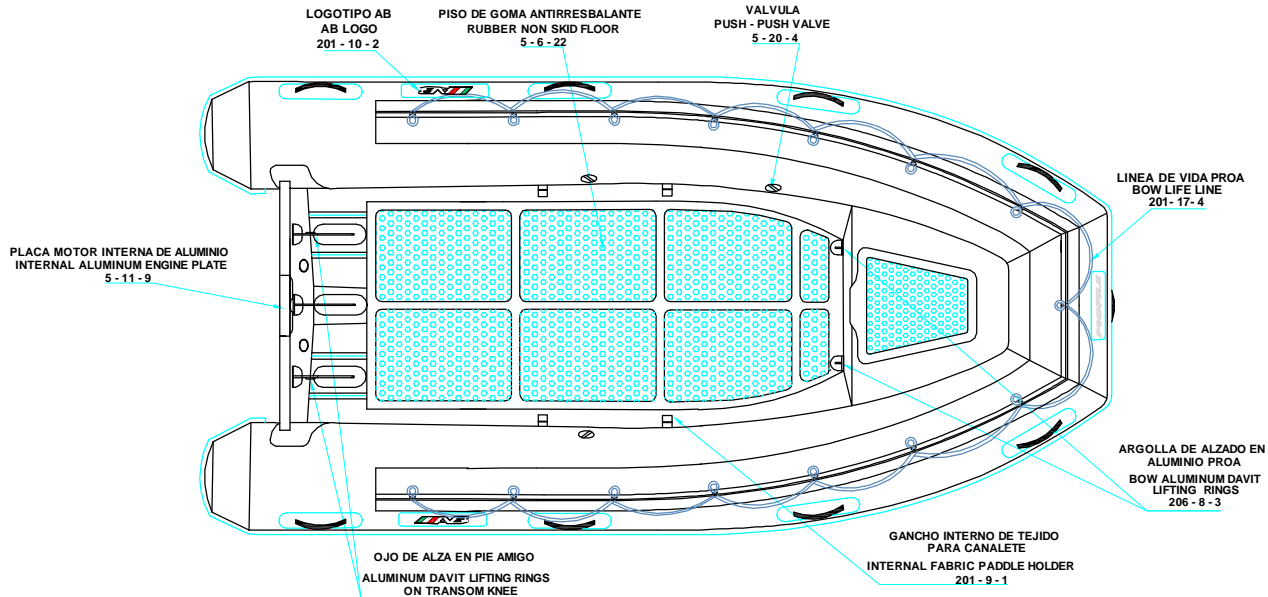 LOGOTIPO AB
AB LOGO
201 - 10 - 2
PISO DE GOMA ANTIRRESBALANTE
RUBBER NON SKID FLOOR
5 - 6 - 22
VALVULA
PUSH - PUSH VALVE
5 - 20 - 4
LINEA DE VIDA PROA
BOW LIFE LINE
201 - 17 - 4
PLACA MOTOR INTERNA DE ALUMINIO
INTERNAL ALUMINUM ENGINE PLATE
5 - 11 - 9
ARGOLLA DE ALZADO EN
ALUMINIO PROA
BOW ALUMINUM DAVIT
LIFTING RINGS
206 - 8 - 3
GANCHO INTERNO DE TEJIDO
PARA CANALETE
INTERNAL FABRIC PADDLE HOLDER
201 - 9 - 1
OJO DE ALZA EN PIE AMIGO
ALUMINUM DAVIT LIFTING RINGS
ON TRANSOM KNEE